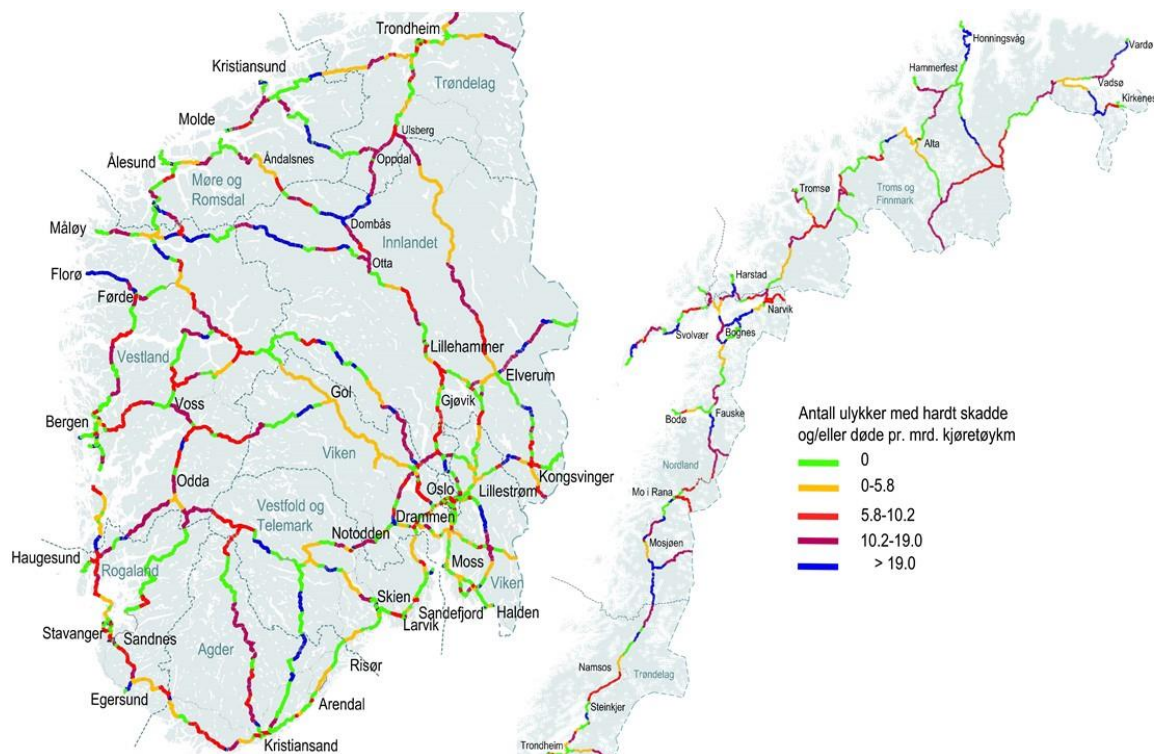 Trondheim
Kristiansund
Trøndelag
Molde
Ulsberg
Ålesund
Åndalsnes
Oppdal
Møre og
Romsdal
Måløy
Dombås
Innlandet
Otta
Florø
Førde
Vestland
Lillehammer
Elverum
Gol
Gjøvik
Voss
Bergen
Viken
Odda
Oslo
Lillestrøm
Kongsvinger
Vestfold og
Telemark
Drammen
Notodden
Haugesund
Rogaland
Moss
Viken
Skien
Sandefjord
Halden
Larvik
Stavanger
Sandnes
Agder
Risør
Egersund
Arendal
Kristiansand
Honningsvåg
Vardø
Hammerfest
Vadsø
Kirkenes
Alta
Tromsø
Troms og
Finnmark
Harstad
Narvik
Svolvær
Bognes
Bodø
Fauske
Nordland
Mo i Rana
Mosjøen
Namsos
Trøndelag
Steinkjer
Trondheim
Antall ulykker med hardt skadde
og/eller døde pr. mrd. kjøretøykm
0
0-5.8
5.8-10.2
10.2-19.0
> 19.0